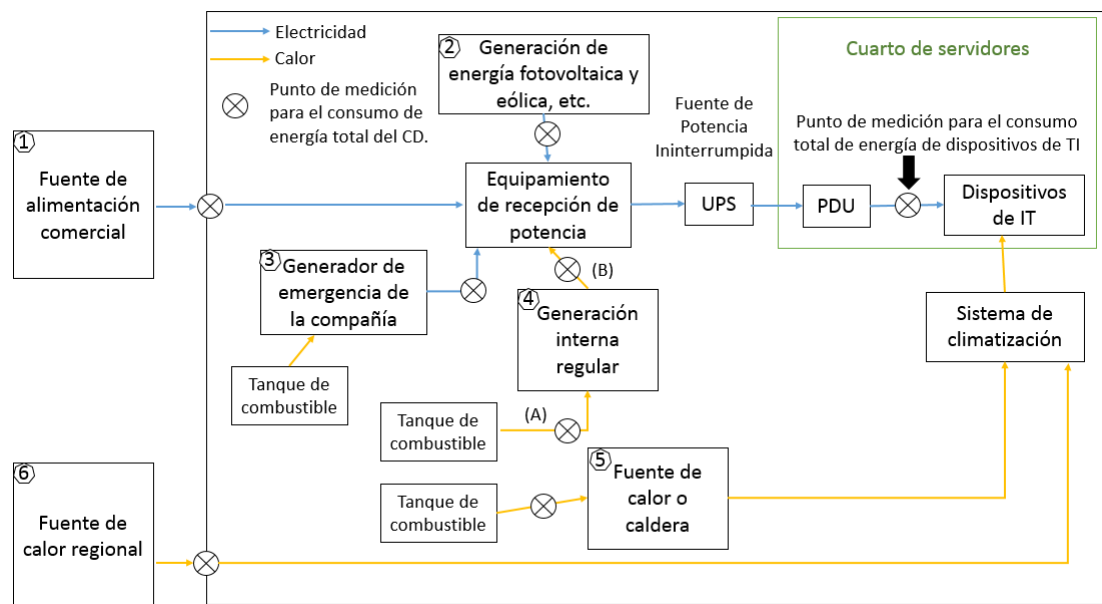 Electricidad
Calor
Punto de medición
para el consumo de
energía total del CD.
2
Generación de
energía fotovoltaica y
eólica, etc.
Cuarto de servidores
Fuente de
Potencia
Ininterrumpida
Punto de medición para el consumo
total de energía de dispositivos de TI
1
Fuente de
alimentación
comercial
Equipamiento
de recepción de
potencia
UPS
PDU
Dispositivos
de IT
3
Generador de
emergencia de
la compañía
(B)
4
Generación
interna
regular
Sistema de
climatización
Tanque de
combustible
(A)
Tanque de
combustible
5
Fuente de
calor o
caldera
Tanque de
combustible
6
Fuente de
calor regional